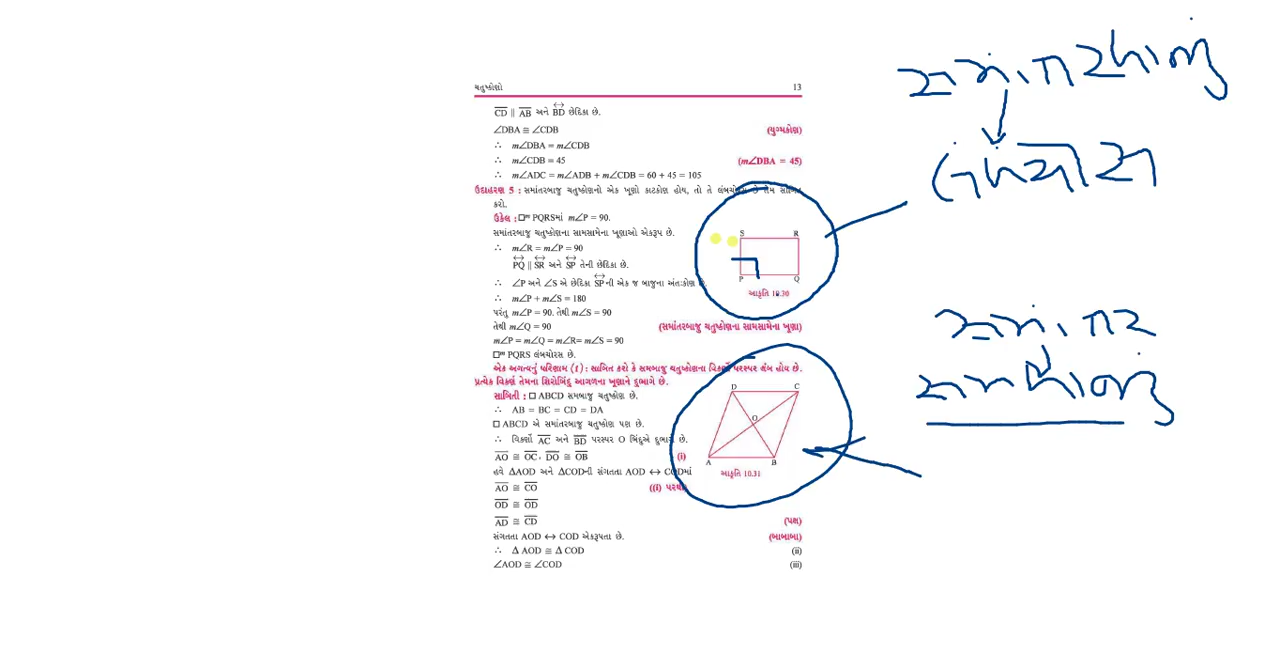 ચતુષ્કોણો 13
CD || AB અને BD છેદિકા છે.
∠DBA ≅ ∠CDB (યુગ્મકોણ)
∴ m∠DBA = m∠CDB
∴ m∠CDB = 45 (m∠DBA = 45)
∴ m∠ADC = m∠ADB + m∠CDB = 60 + 45 = 105
ઉદાહરણ 5 : સમાંતરબાજુ ચતુષ્કોણનો એક ખૂણો કાટકોણ હોય, તો તે લંબચોરસ છે તેમ સાબિત
કરો.
ઉકેલ : □ᵐ PQRSમાં m∠P = 90.
સમાંતરબાજુ ચતુષ્કોણના સામસામેના ખૂણાઓ એકરૂપ છે.
∴ m∠R = m∠P = 90
PQ || SR અને SP તેની છેદિકા છે.
∴ ∠P અને ∠S એ છેદિકા SPની એક જ બાજુના અંતઃકોણ છે.
∴ m∠P + m∠S = 180
પરંતુ m∠P = 90. તેથી m∠S = 90
તેથી m∠Q = 90 (સમાંતરબાજુ ચતુષ્કોણના સામસામેના ખૂણા)
m∠P = m∠Q = m∠R= m∠S = 90
□ᵐ PQRS લંબચોરસ છે.
એક અગત્યનું પરિણામ (1) : સાબિત કરો કે સમબાજુ ચતુષ્કોણના વિકર્ણો પરસ્પર લંબ હોય છે.
પ્રત્યેક વિકર્ણ તેમના શિરોબિંદુ આગળના ખૂણાને દુભાગે છે.
સાબિતી : □ ABCD સમબાજુ ચતુષ્કોણ છે.
∴ AB = BC = CD = DA
□ ABCD એ સમાંતરબાજુ ચતુષ્કોણ પણ છે.
∴ વિકર્ણો AC અને BD પરસ્પર O બિંદુએ દુભાગે છે.
AO ≅ OC, DO ≅ OB (i)
હવે ΔAOD અને ΔCODની સંગતતા AOD ↔ CODમાં
AO ≅ CO ((i) પરથી)
OD ≅ OD
AD ≅ CD (પક્ષ)
સંગતતા AOD ↔ COD એકરૂપતા છે. (બાબાબા)
∴ Δ AOD ≅ Δ COD (ii)
∠AOD ≅ ∠COD (iii)
S R
P Q
આકૃતિ 10.30
D C
O
A B
આકૃતિ 10.31
સમાંતરબાજુ
લંબચોરસ
સમાંતર
સમબાજુ